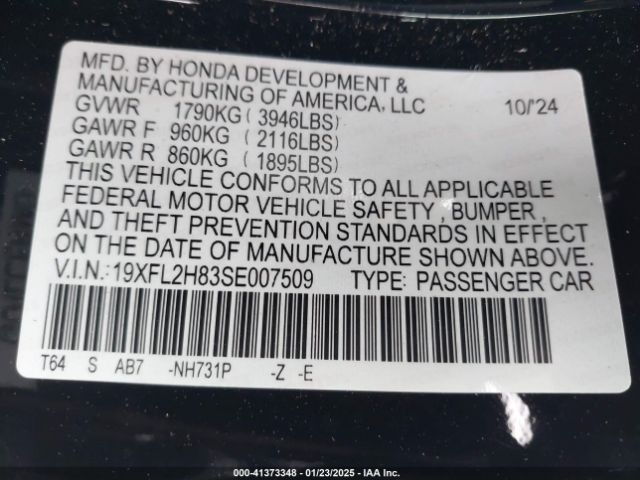 MFD. BY HONDA DEVELOPMENT &
MANUFACTURING OF AMERICA, LLC 10/'24
GVWR 1790KG ( 3946LBS)
GAWR F 960KG ( 2116LBS)
GAWR R 860KG ( 1895LBS)
THIS VEHICLE CONFORMS TO ALL APPLICABLE
FEDERAL MOTOR VEHICLE SAFETY , BUMPER ,
AND THEFT PREVENTION STANDARDS IN EFFECT
ON THE DATE OF MANUFACTURE SHOWN ABOVE.
V.I.N.:19XFL2H83SE007509 TYPE: PASSENGER CAR
T64 S AB7 -NH731P -Z -E
000-41373348 - 01/23/2025 - IAA Inc.